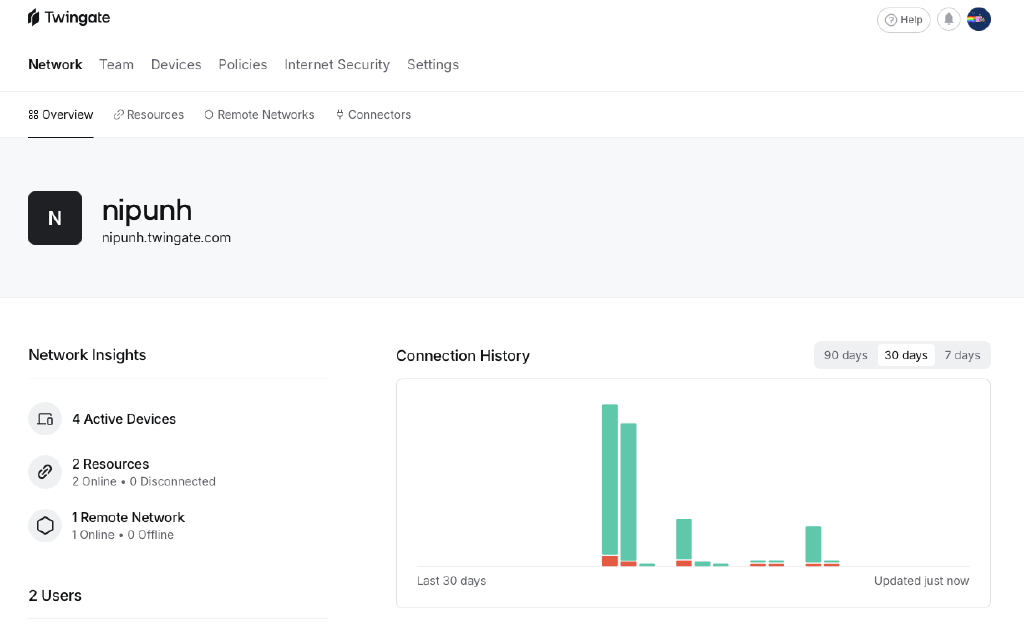 Twingate
Help
Network Team Devices Policies Internet Security Settings
Overview Resources Remote Networks Connectors
N
nipunh
nipunh.twingate.com
Network Insights
4 Active Devices
2 Resources
2 Online • 0 Disconnected
1 Remote Network
1 Online • 0 Offline
2 Users
Connection History
90 days 30 days 7 days
Last 30 days
Updated just now